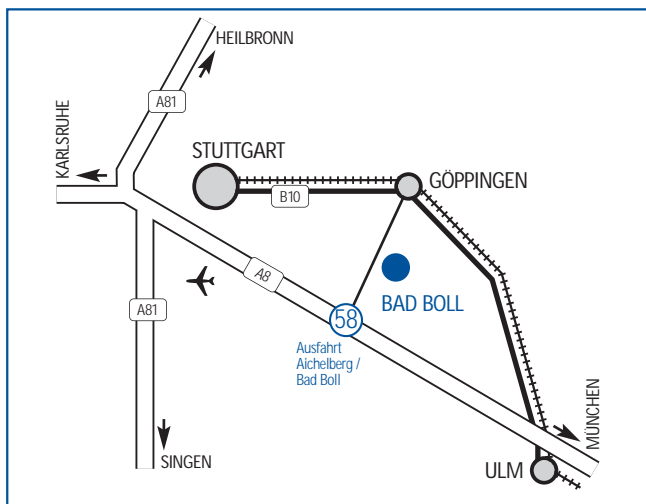 HEILBRONN
A81
KARLSRUHE
STUTTGART
GÖPPINGEN
B10
A8
BAD BOLL
A81
58
Ausfahrt
Aichelberg /
Bad Boll
MÜNCHEN
SINGEN
ULM